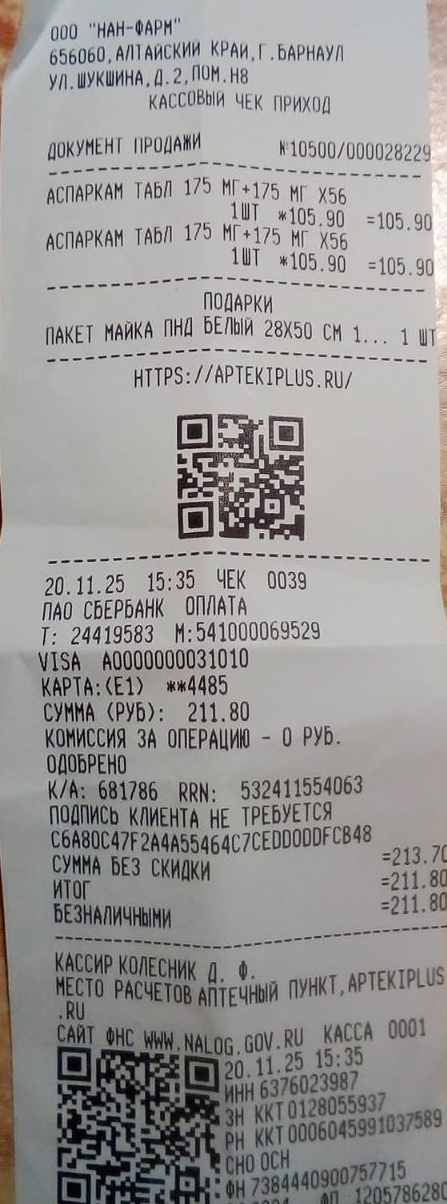 ООО "НАН-ФАРМ"
656060,АЛТАЙСКИЙ КРАЙ,Г.БАРНАУЛ
УЛ.ШУКШИНА,Д.2,ПОМ.Н8
КАССОВЫЙ ЧЕК ПРИХОД
ДОКУМЕНТ ПРОДАЖИ №10500/000028229
АСПАРКАМ ТАБЛ 175 МГ+175 МГ Х56
1ШТ *105.90 =105.90
АСПАРКАМ ТАБЛ 175 МГ+175 МГ Х56
1ШТ *105.90 =105.90
ПОДАРКИ
ПАКЕТ МАЙКА ПНД БЕЛЫЙ 28Х50 СМ 1... 1 ШТ
HTTPS://APTEKIPLUS.RU/
20.11.25 15:35 ЧЕК 0039
ПАО СБЕРБАНК ОПЛАТА
Т: 24419583 М:541000069529
VISA A0000000031010
КАРТА:(Е1) **4485
СУММА (РУБ): 211.80
КОМИССИЯ ЗА ОПЕРАЦИЮ - 0 РУБ.
ОДОБРЕНО
К/А: 681786 RRN: 532411554063
ПОДПИСЬ КЛИЕНТА НЕ ТРЕБУЕТСЯ
C6A80C47F2A4A55464C7CEDD0DDFCB48
СУММА БЕЗ СКИДКИ =213.70
ИТОГ =211.80
БЕЗНАЛИЧНЫМИ =211.80
КАССИР КОЛЕСНИК Д. Ф.
МЕСТО РАСЧЕТОВ АПТЕЧНЫЙ ПУНКТ,APTEKIPLUS
.RU
САЙТ ФНС WWW.NALOG.GOV.RU КАССА 0001
20.11.25 15:35
ИНН 6376023987
ЗН ККТ 0128055937
РН ККТ 0006045991037589
СНО ОСН
ФН 7384440900757715
ФП 120578628